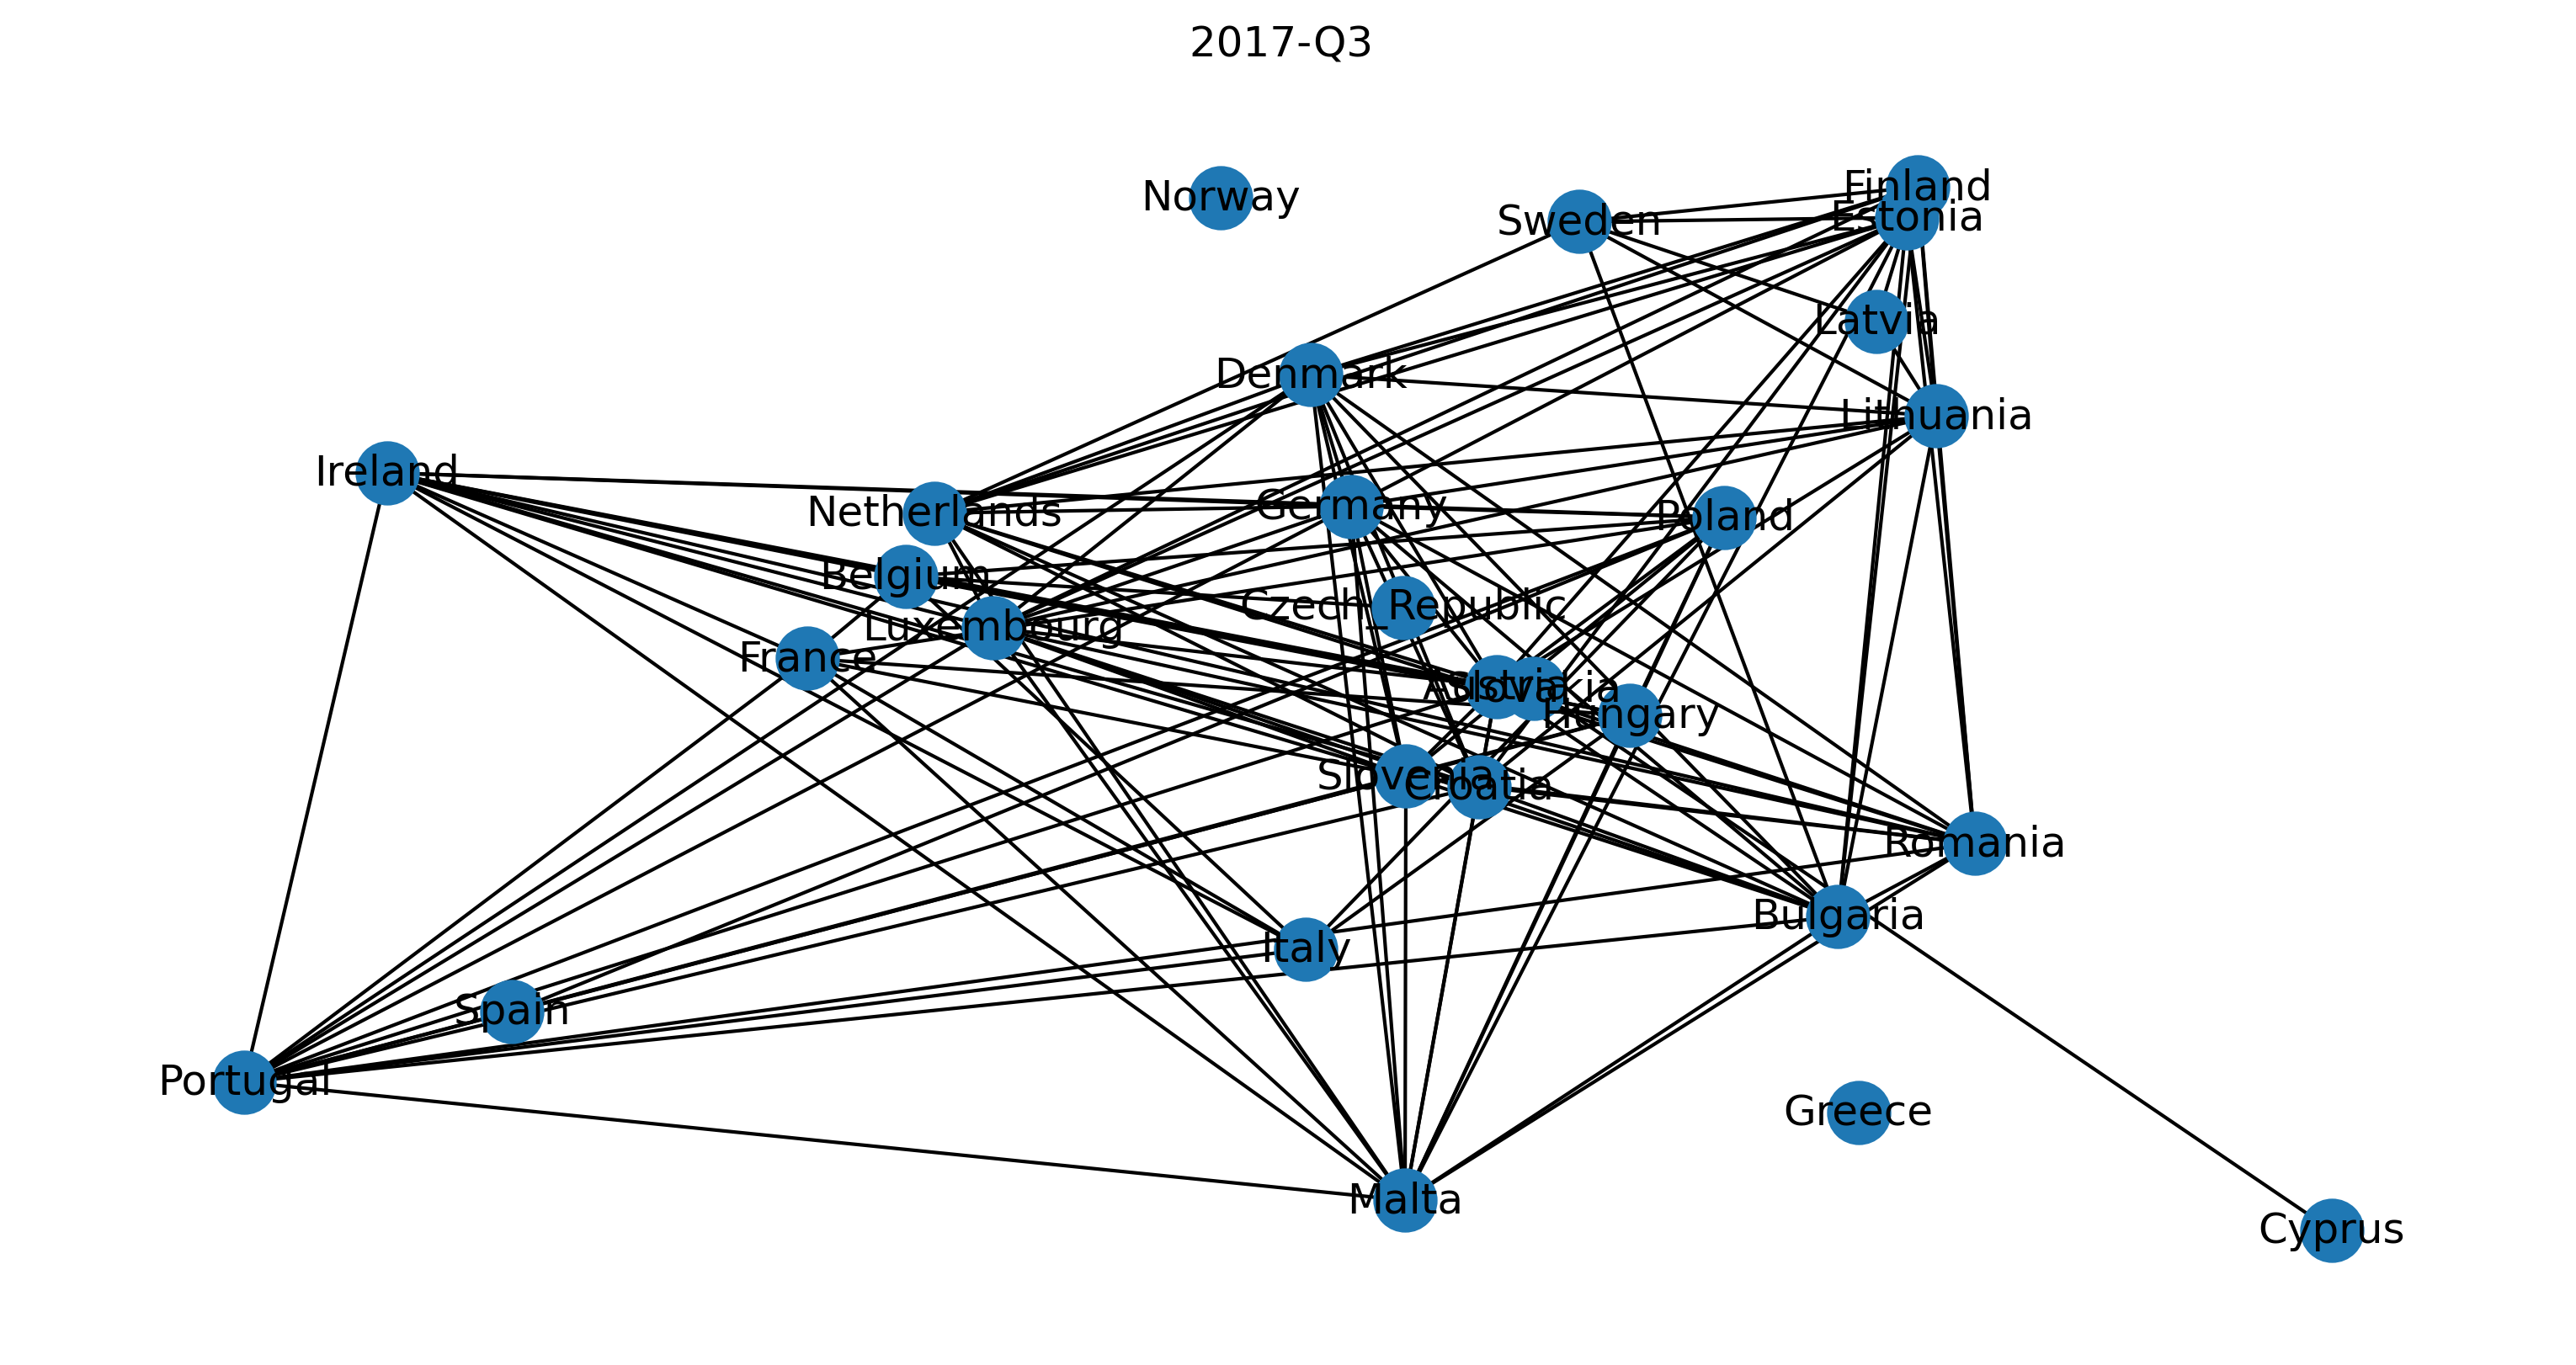 2017-Q3
Norway
Finland
Sweden
Estonia
Latvia
Denmark
Lithuania
Ireland
Netherlands
Germany
Poland
Belgium
Czech_Republic
Luxembourg
France
Austria
Slovakia
Hungary
Slovenia
Croatia
Romania
Bulgaria
Italy
Spain
Portugal
Greece
Malta
Cyprus